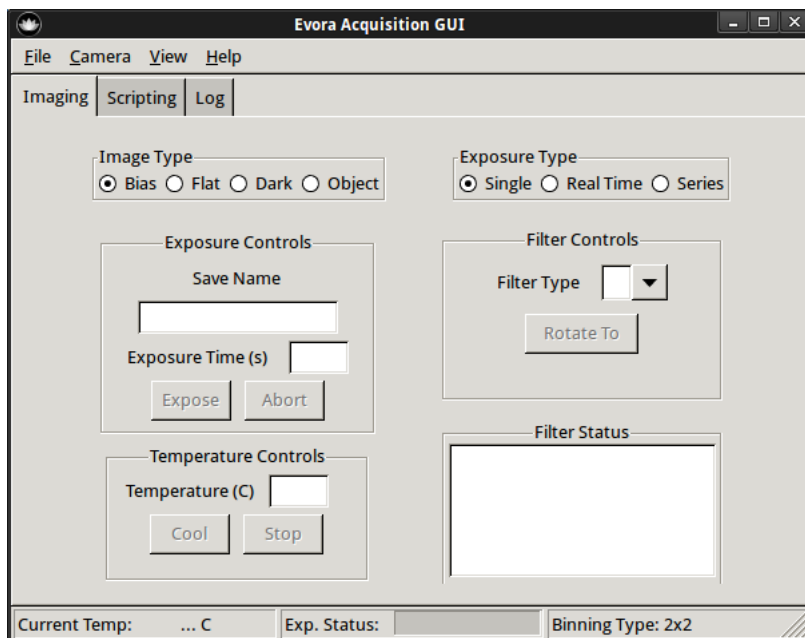 Evora Acquisition GUI
File Camera View Help
Imaging Scripting Log
Image Type
Bias Flat Dark Object
Exposure Type
Single Real Time Series
Exposure Controls
Save Name
Exposure Time (s)
Expose Abort
Filter Controls
Filter Type
Rotate To
Temperature Controls
Temperature (C)
Cool Stop
Filter Status
Current Temp: ... C Exp. Status: Binning Type: 2x2